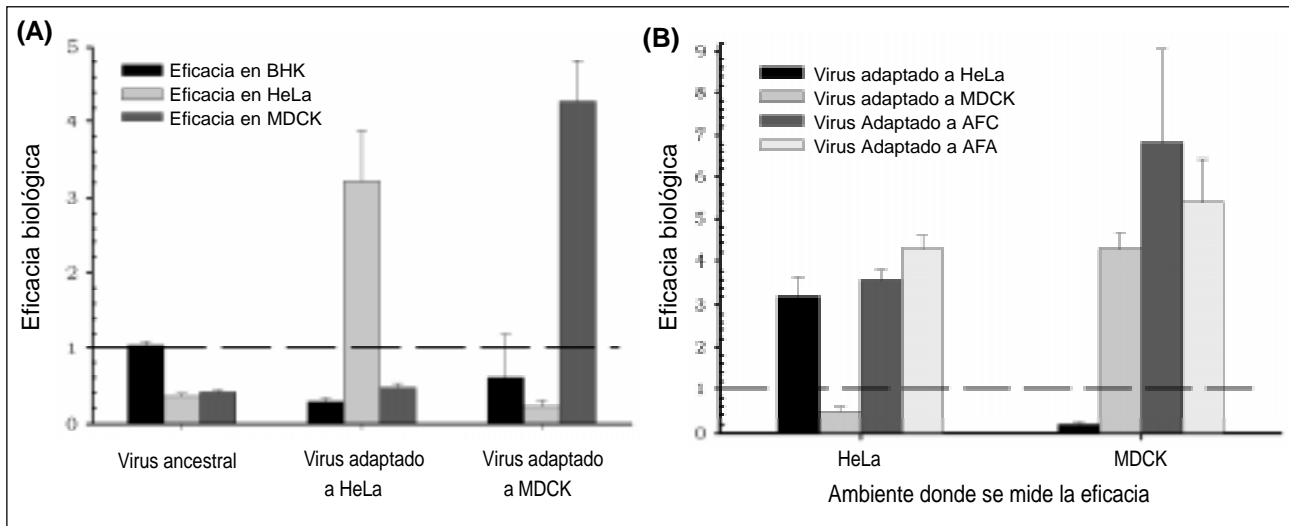 (A)
5
4
3
2
1
0
Eficacia biológica
Eficacia en BHK
Eficacia en HeLa
Eficacia en MDCK
Virus ancestral
Virus adaptado
a HeLa
Virus adaptado
a MDCK
(B)
9
8
7
6
5
4
3
2
1
0
Eficacia biológica
Virus adaptado a HeLa
Virus adaptado a MDCK
Virus Adaptado a AFC
Virus Adaptado a AFA
HeLa
MDCK
Ambiente donde se mide la eficacia